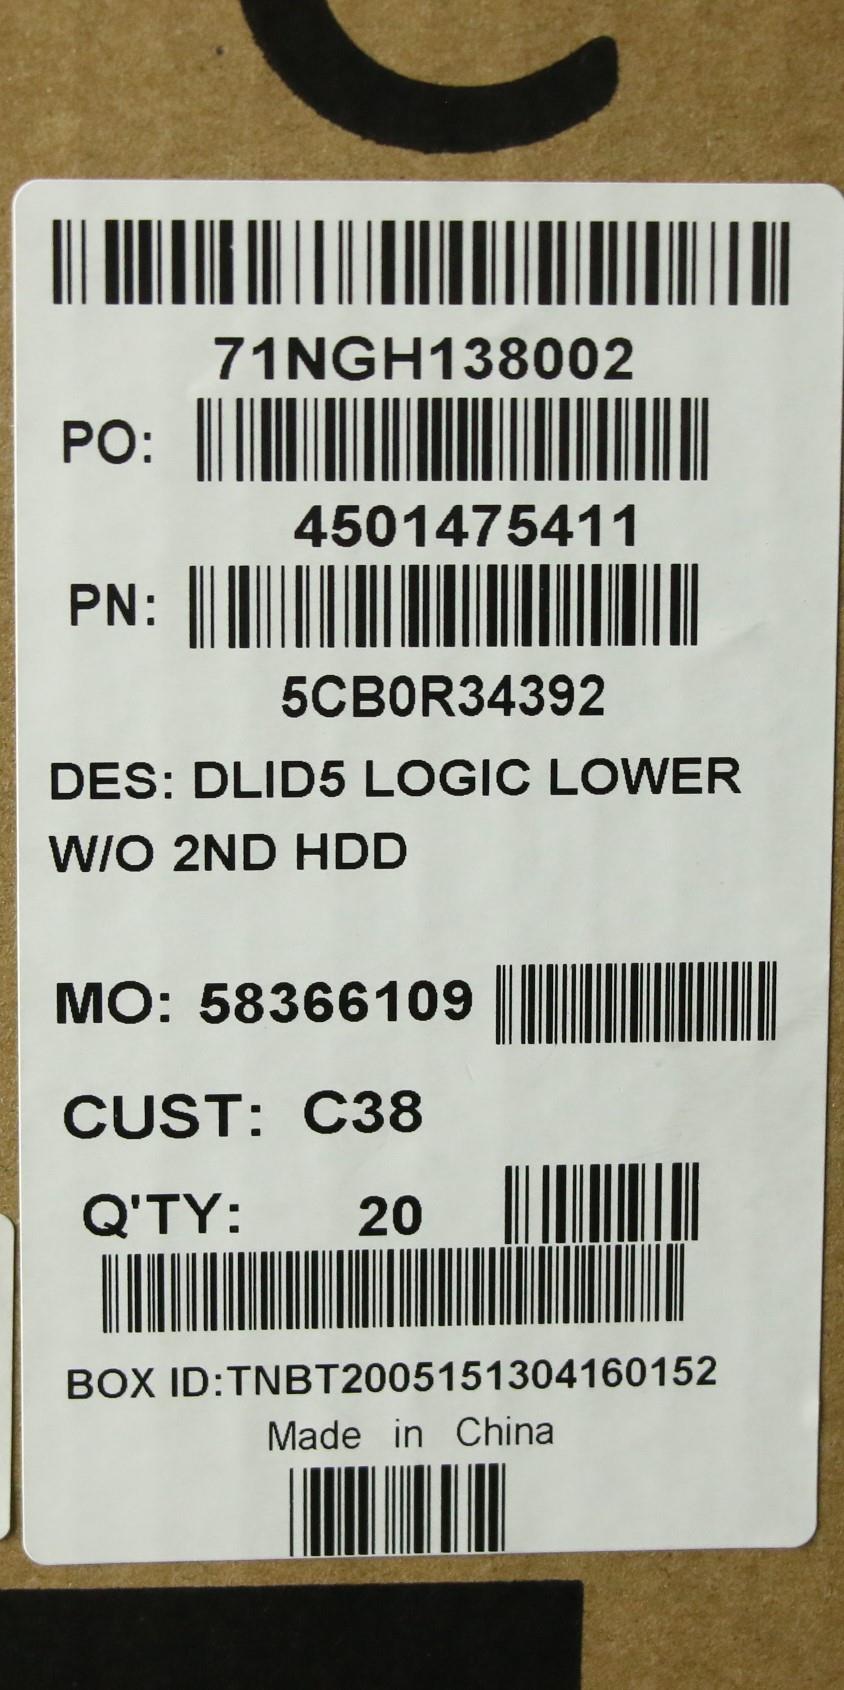 71NGH138002
PO:
4501475411
PN:
5CB0R34392
DES: DLID5 LOGIC LOWER
W/O 2ND HDD
MO: 58366109
CUST: C38
Q'TY: 20
BOX ID:TNBT2005151304160152
Made in China